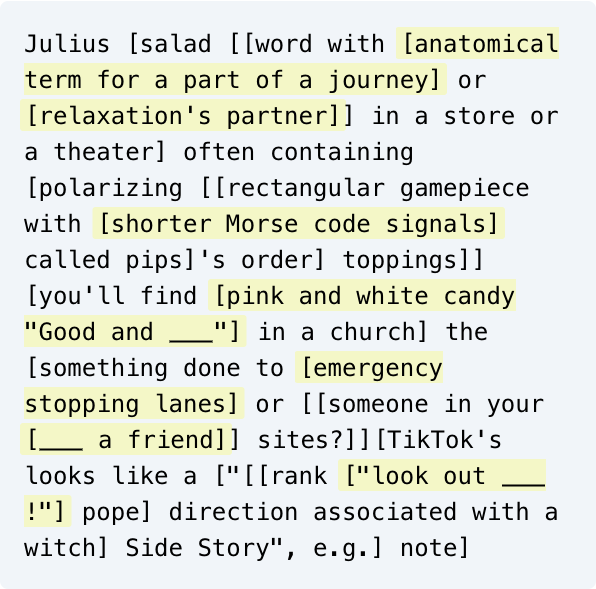 Julius [salad [[word with [anatomical
term for a part of a journey] or
[relaxation's partner]] in a store or
a theater] often containing
[polarizing [[rectangular gamepiece
with [shorter Morse code signals]
called pips]'s order] toppings]]
[you'll find [pink and white candy
"Good and ___"] in a church] the
[something done to [emergency
stopping lanes] or [[someone in your
[___ a friend]] sites?]][TikTok's
looks like a ["[[rank ["look out ___
!"] pope] direction associated with a
witch] Side Story", e.g.] note]